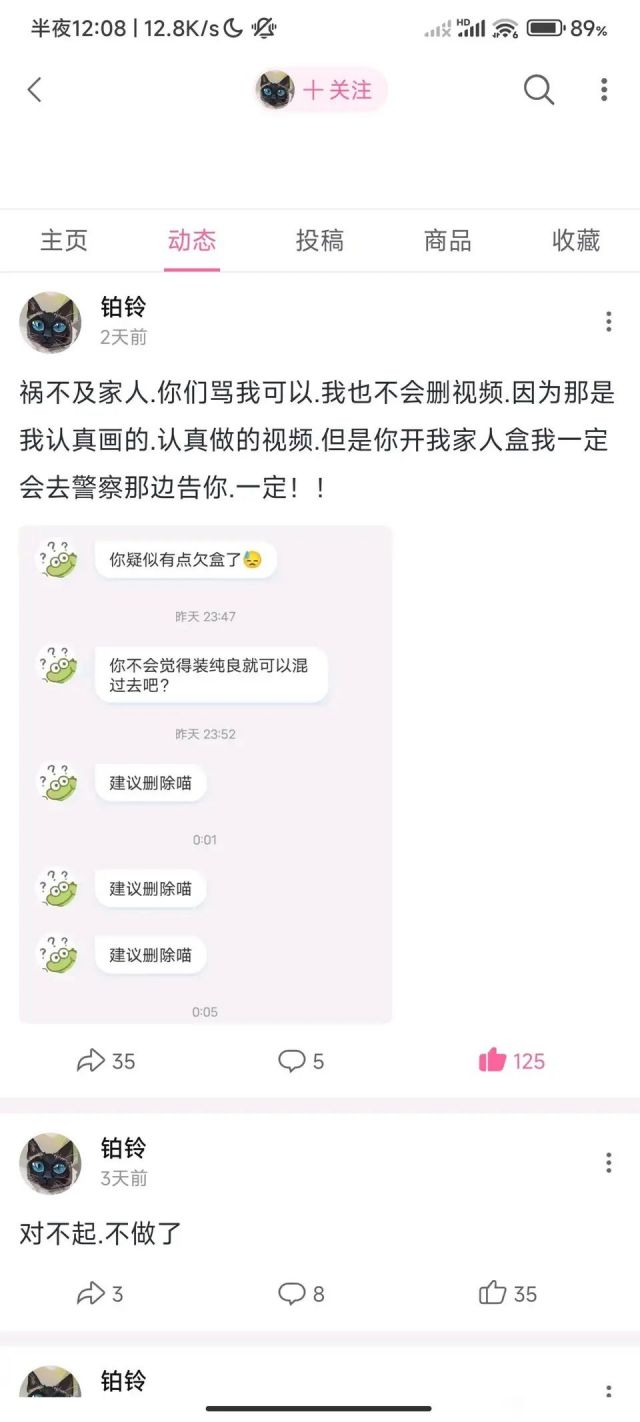 半夜12:08 | 12.8K/s HD 6 89%
十 关注
主页 动态 投稿 商品 收藏
铂铃
2天前
祸不及家人.你们骂我可以.我也不会删视频.因为那是
我认真画的.认真做的视频.但是你开我家人盒我一定
会去警察那边告你.一定！！
你疑似有点欠盒了😓
昨天 23:47
你不会觉得装纯良就可以混
过去吧？
昨天 23:52
建议删除喵
0:01
建议删除喵
建议删除喵
0:05
35 5 125
铂铃
3天前
对不起.不做了
3 8 35
铂铃